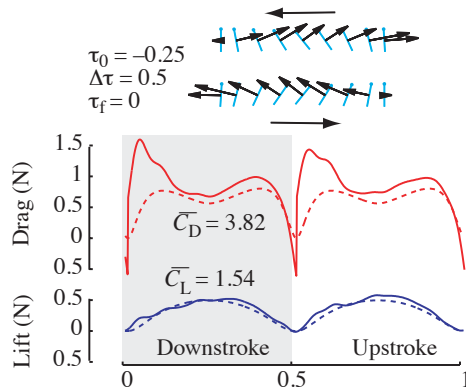 τ0 = –0.25
Δτ = 0.5
τf = 0
Drag (N)
1.5
1
0.5
0
0.5
C̅D = 3.82
C̅L = 1.54
Lift (N)
0.5
0
0.5
Downstroke
Upstroke
0
0.5
1